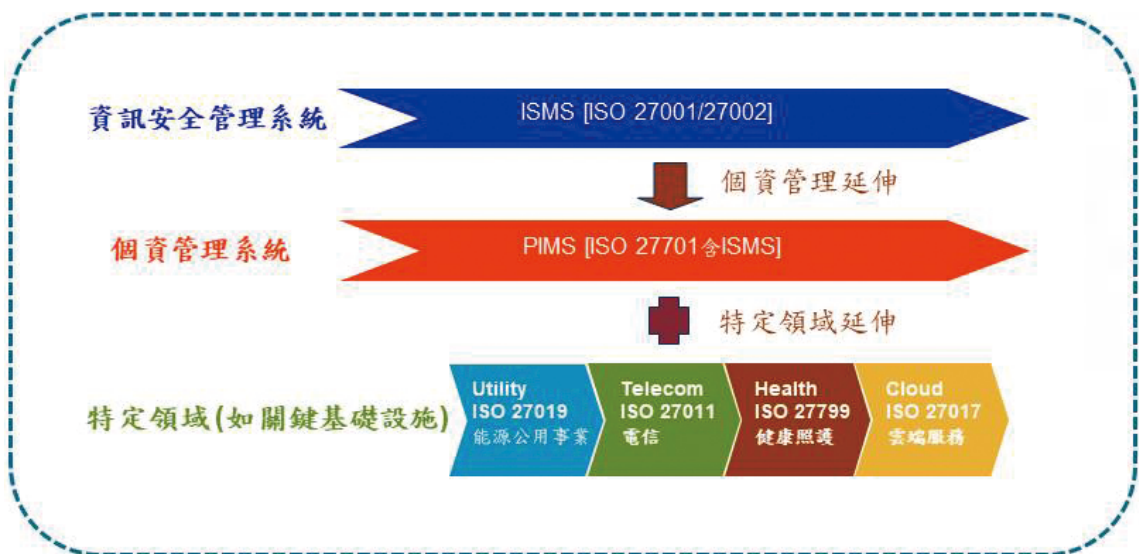 資訊安全管理系統
ISMS [ISO 27001/27002]
個資管理延伸
個資管理系統
PIMS [ISO 27701含ISMS]
特定領域延伸
特定領域(如關鍵基礎設施)
Utility
ISO 27019
能源公用事業
Telecom
ISO 27011
電信
Health
ISO 27799
健康照護
Cloud
ISO 27017
雲端服務